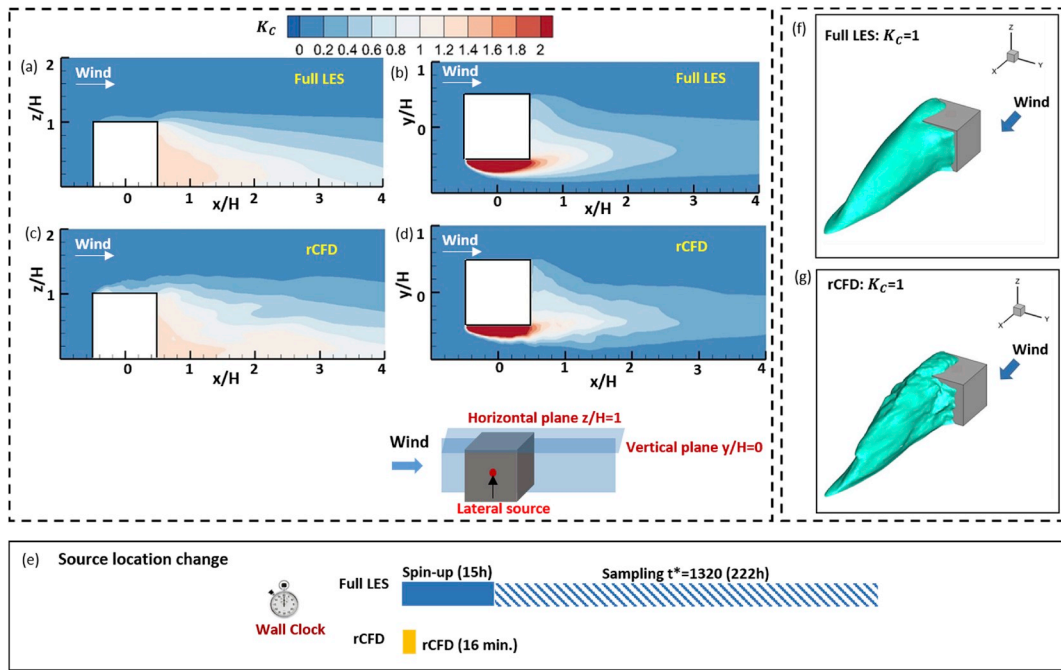 K_C
0 0.2 0.4 0.6 0.8 1 1.2 1.4 1.6 1.8 2
(a)
2
1
z/H
Wind
Full LES
0 1 2 3 4
x/H
(b)
1
0
y/H
Wind
Full LES
0 1 2 3 4
x/H
(c)
2
1
z/H
Wind
rCFD
0 1 2 3 4
x/H
(d)
1
0
y/H
Wind
rCFD
0 1 2 3 4
x/H
Horizontal plane z/H=1
Wind
Vertical plane y/H=0
Lateral source
(f)
Full LES: K_C=1
Z
X
Y
Wind
(g)
rCFD: K_C=1
Z
X
Y
Wind
(e) Source location change
Spin-up (15h)
Sampling t*=1320 (222h)
Full LES
Wall Clock
rCFD
rCFD (16 min.)